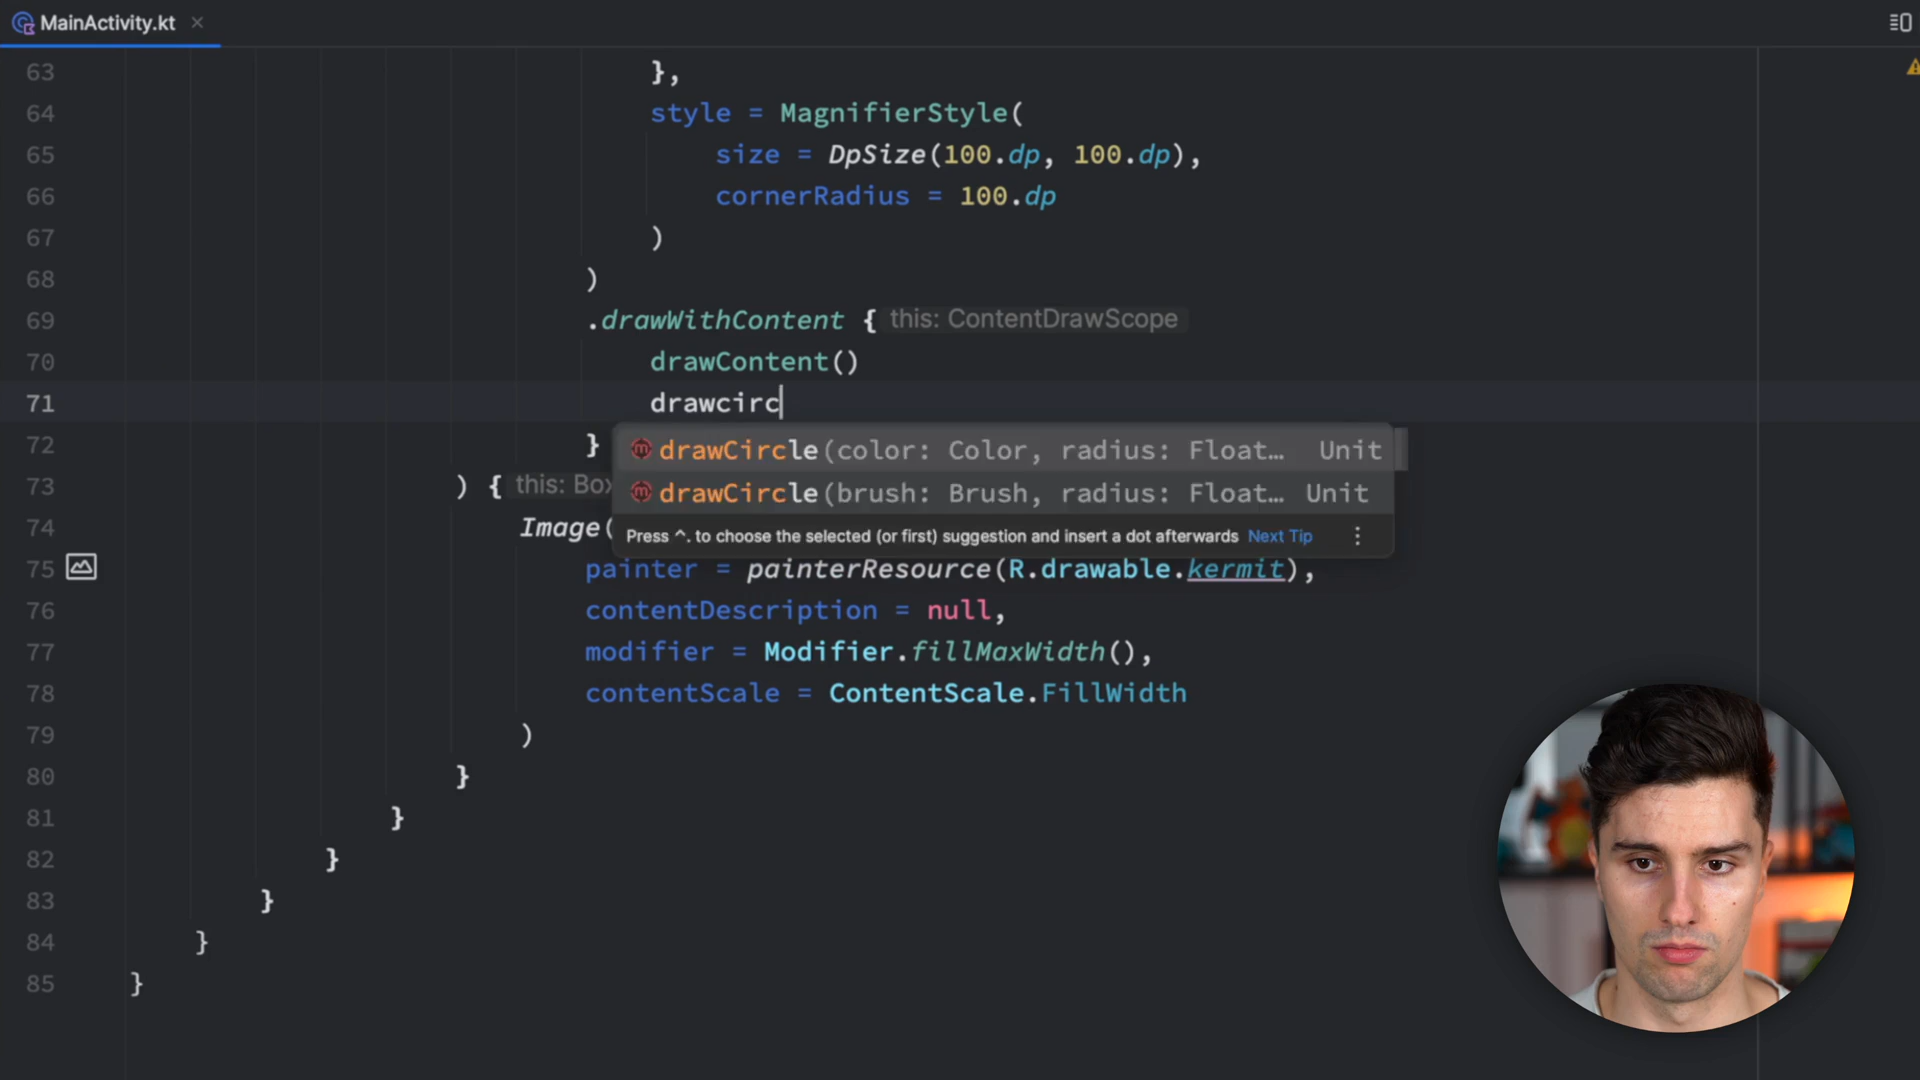 MainActivity.kt
63 },
64 style = MagnifierStyle(
65 size = DpSize(100.dp, 100.dp),
66 cornerRadius = 100.dp
67 )
68 )
69 .drawWithContent { this: ContentDrawScope
70 drawContent()
71 drawcirc
72 }
drawCircle(color: Color, radius: Float… Unit
drawCircle(brush: Brush, radius: Float… Unit
Press ^. to choose the selected (or first) suggestion and insert a dot afterwards Next Tip
73 ) { this: Box
74 Image(
75 painter = painterResource(R.drawable.kermit),
76 contentDescription = null,
77 modifier = Modifier.fillMaxWidth(),
78 contentScale = ContentScale.FillWidth
79 )
80 }
81 }
82 }
83 }
84 }
85 }